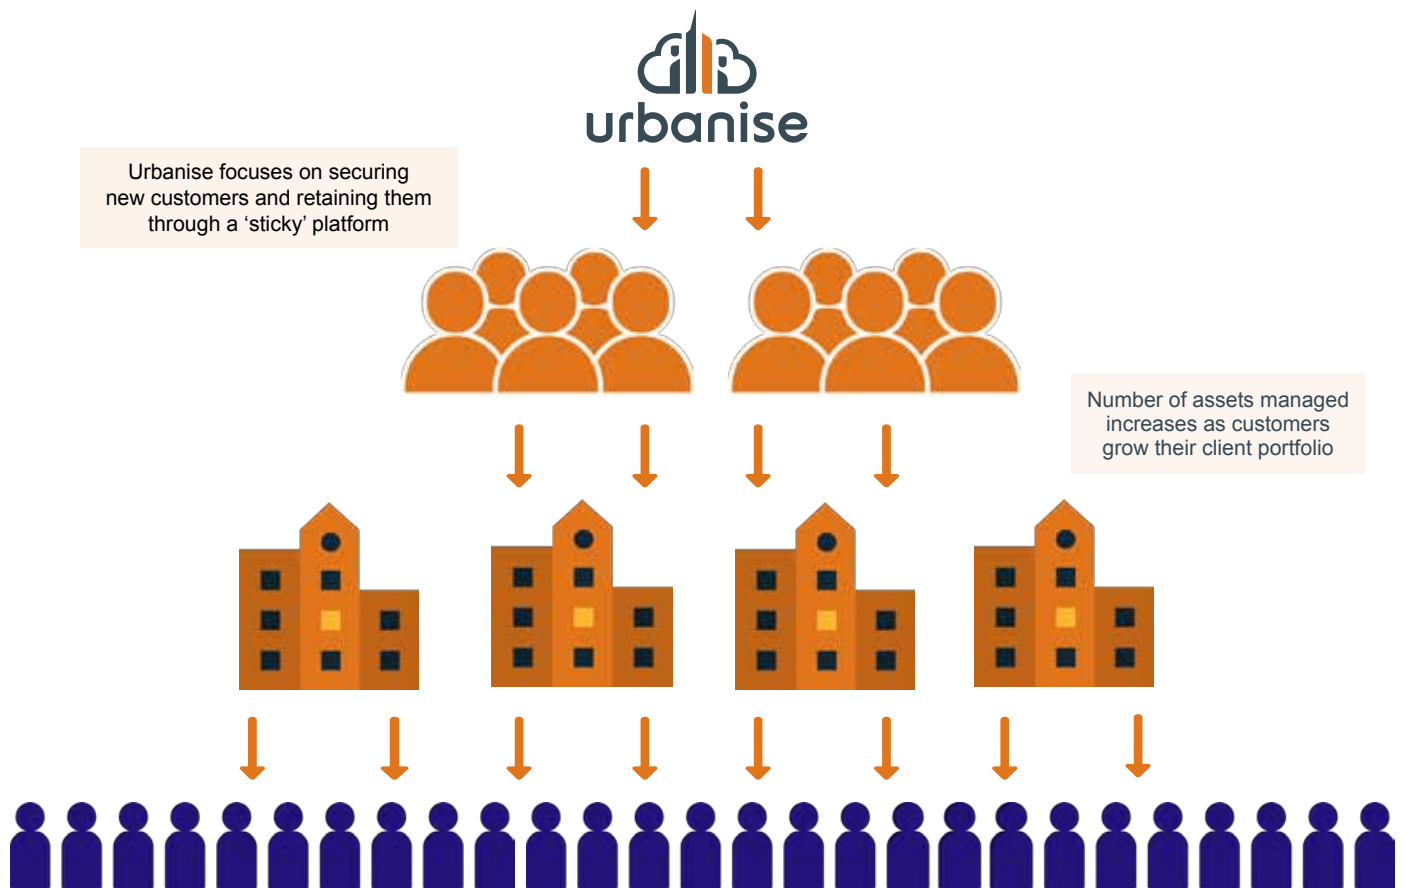 urbanise
Urbanise focuses on securing
new customers and retaining them
through a ‘sticky’ platform
Number of assets managed
increases as customers
grow their client portfolio